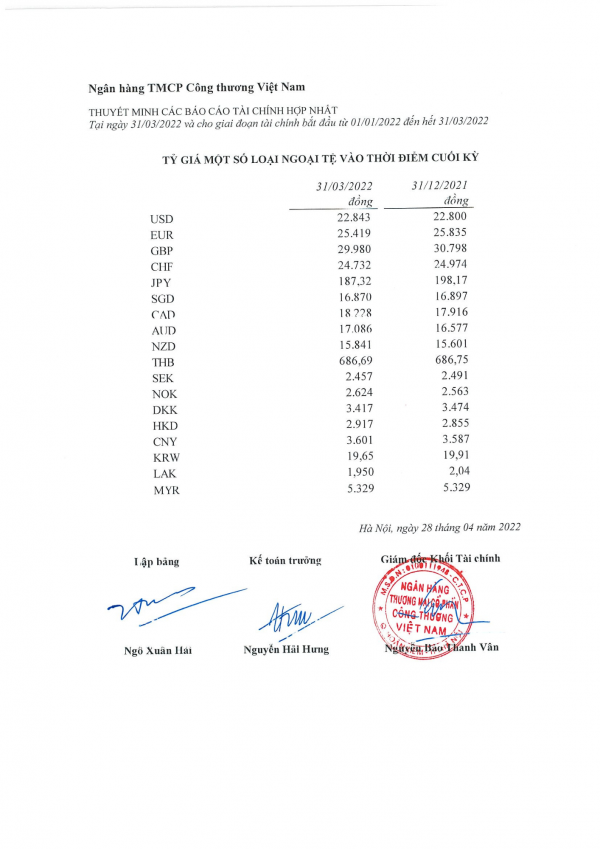 Ngân hàng TMCP Công thương Việt Nam
THUYẾT MINH CÁC BÁO CÁO TÀI CHÍNH HỢP NHẤT
Tại ngày 31/03/2022 và cho giai đoạn tài chính bắt đầu từ 01/01/2022 đến hết 31/03/2022
TỶ GIÁ MỘT SỐ LOẠI NGOẠI TỆ VÀO THỜI ĐIỂM CUỐI KỲ
31/03/2022 31/12/2021
đồng đồng
USD 22.843 22.800
EUR 25.419 25.835
GBP 29.980 30.798
CHF 24.732 24.974
JPY 187,32 198,17
SGD 16.870 16.897
CAD 17.916
AUD 17.086 16.577
NZD 15.841 15.601
THB 686,69 686,75
SEK 2.457 2.491
NOK 2.624 2.563
DKK 3.417 3.474
HKD 2.917 2.855
CNY 3.601 3.587
KRW 19,65 19,91
LAK 1,950 2,04
MYR 5.329 5.329
Hà Nội, ngày 28 tháng 04 năm 2022
Lập bảng Kế toán trưởng Giám đốc Khối Tài chính
NGÂN HÀNG
THƯƠNG MẠI CỔ PHẦN
CÔNG THƯƠNG
VIỆT NAM
Ngô Xuân Hải Nguyễn Hải Hưng Nguyễn Bảo Thanh Vân